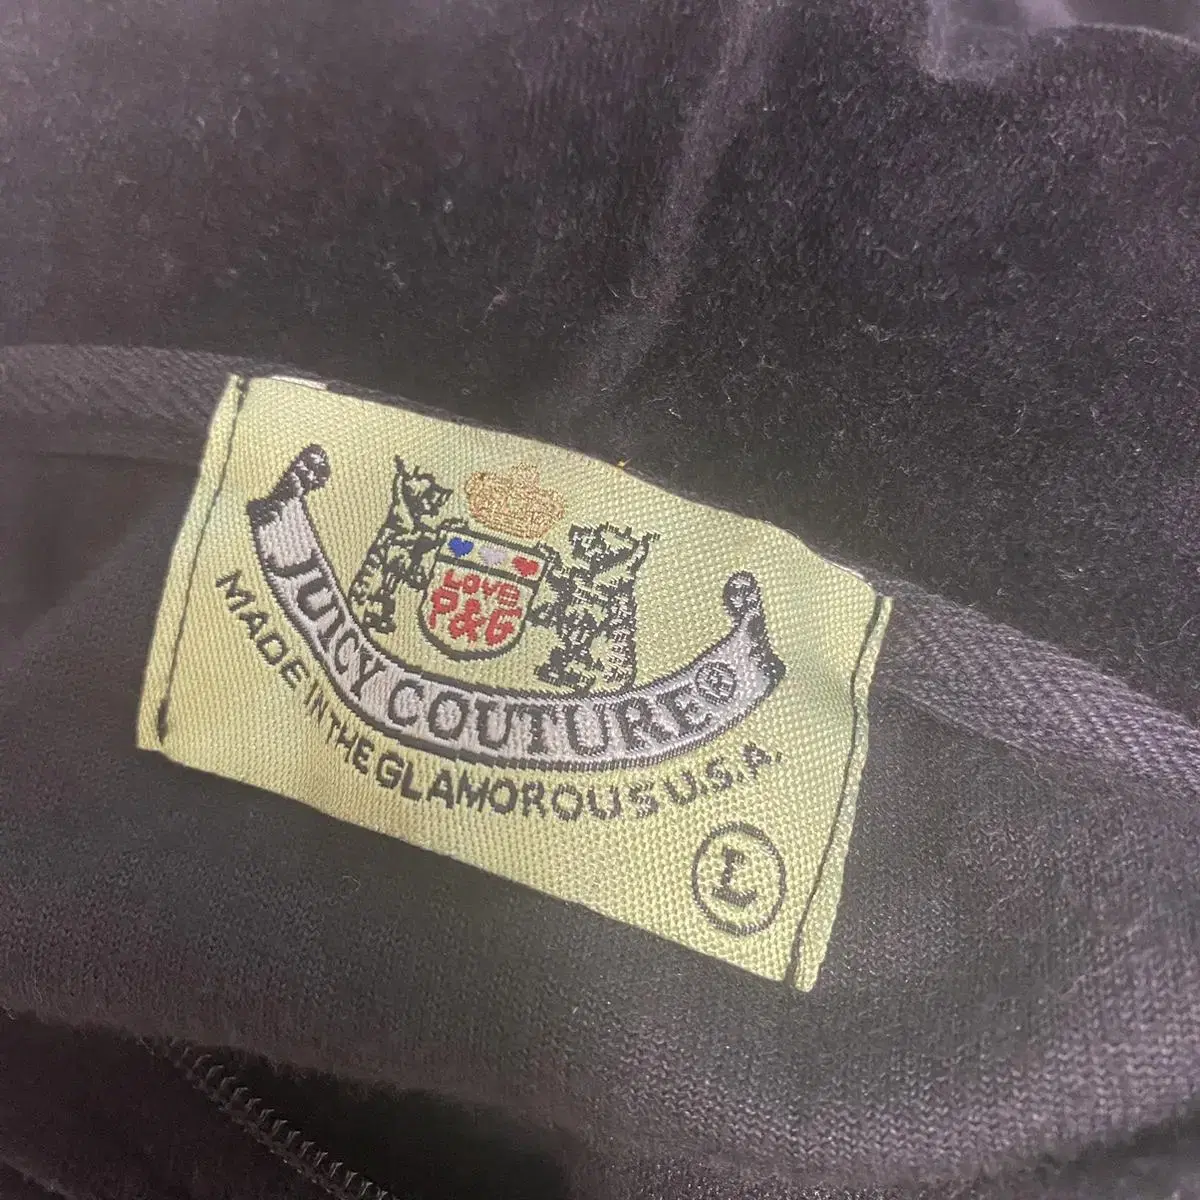 LOVE
P&G
JUICY COUTURE®
MADE IN THE GLAMOROUS U.S.A.
L